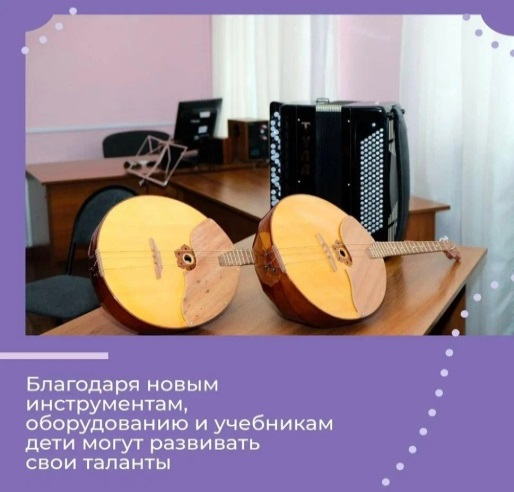 Благодаря новым
инструментам,
оборудованию и учебникам
дети могут развивать
свои таланты